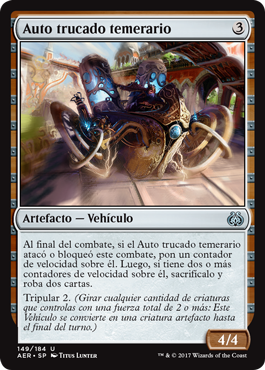 Auto trucado temerario
3
Artefacto — Vehículo
Al final del combate, si el Auto trucado temerario
atacó o bloqueó este combate, pon un contador
de velocidad sobre él. Luego, si tiene dos o más
contadores de velocidad sobre él, sacrifícalo y
roba dos cartas.
Tripular 2. (Girar cualquier cantidad de criaturas
que controlas con una fuerza total de 2 o más: Este
Vehículo se convierte en una criatura artefacto hasta
el final del turno.)
4/4
149/184 U
AER • SP Titus Lunter
™ & © 2017 Wizards of the Coast